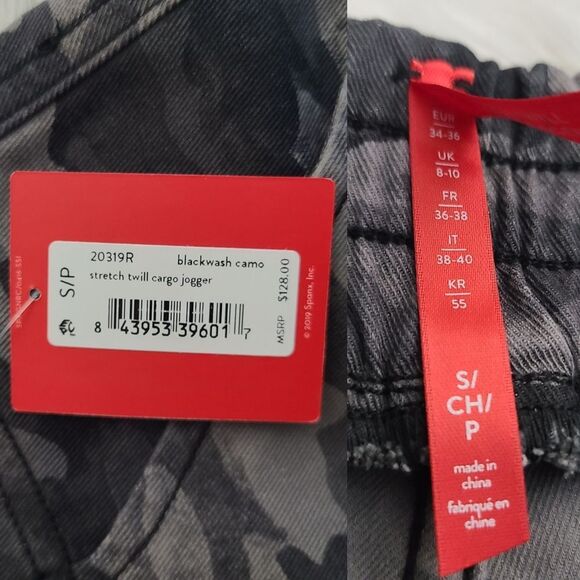 20319R blackwash camo
stretch twill cargo jogger
S/P
8 43953 39601 7
MSRP $128.00
© 2019 Spanx, Inc.
EUR
34-36
UK
8-10
FR
36-38
IT
38-40
KR
55
S/
CH/
P
made in
china
fabriqué en
chine